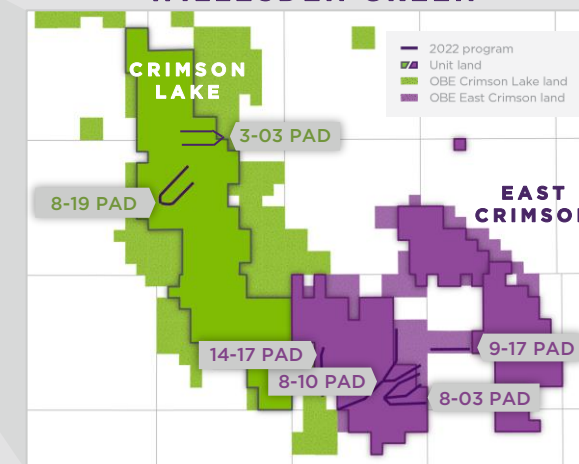 CRIMSON
LAKE
2022 program
Unit land
OBE Crimson Lake land
OBE East Crimson land
3-03 PAD
8-19 PAD
EAST
14-17 PAD
9-17 PAD
8-10 PAD
8-03 PAD